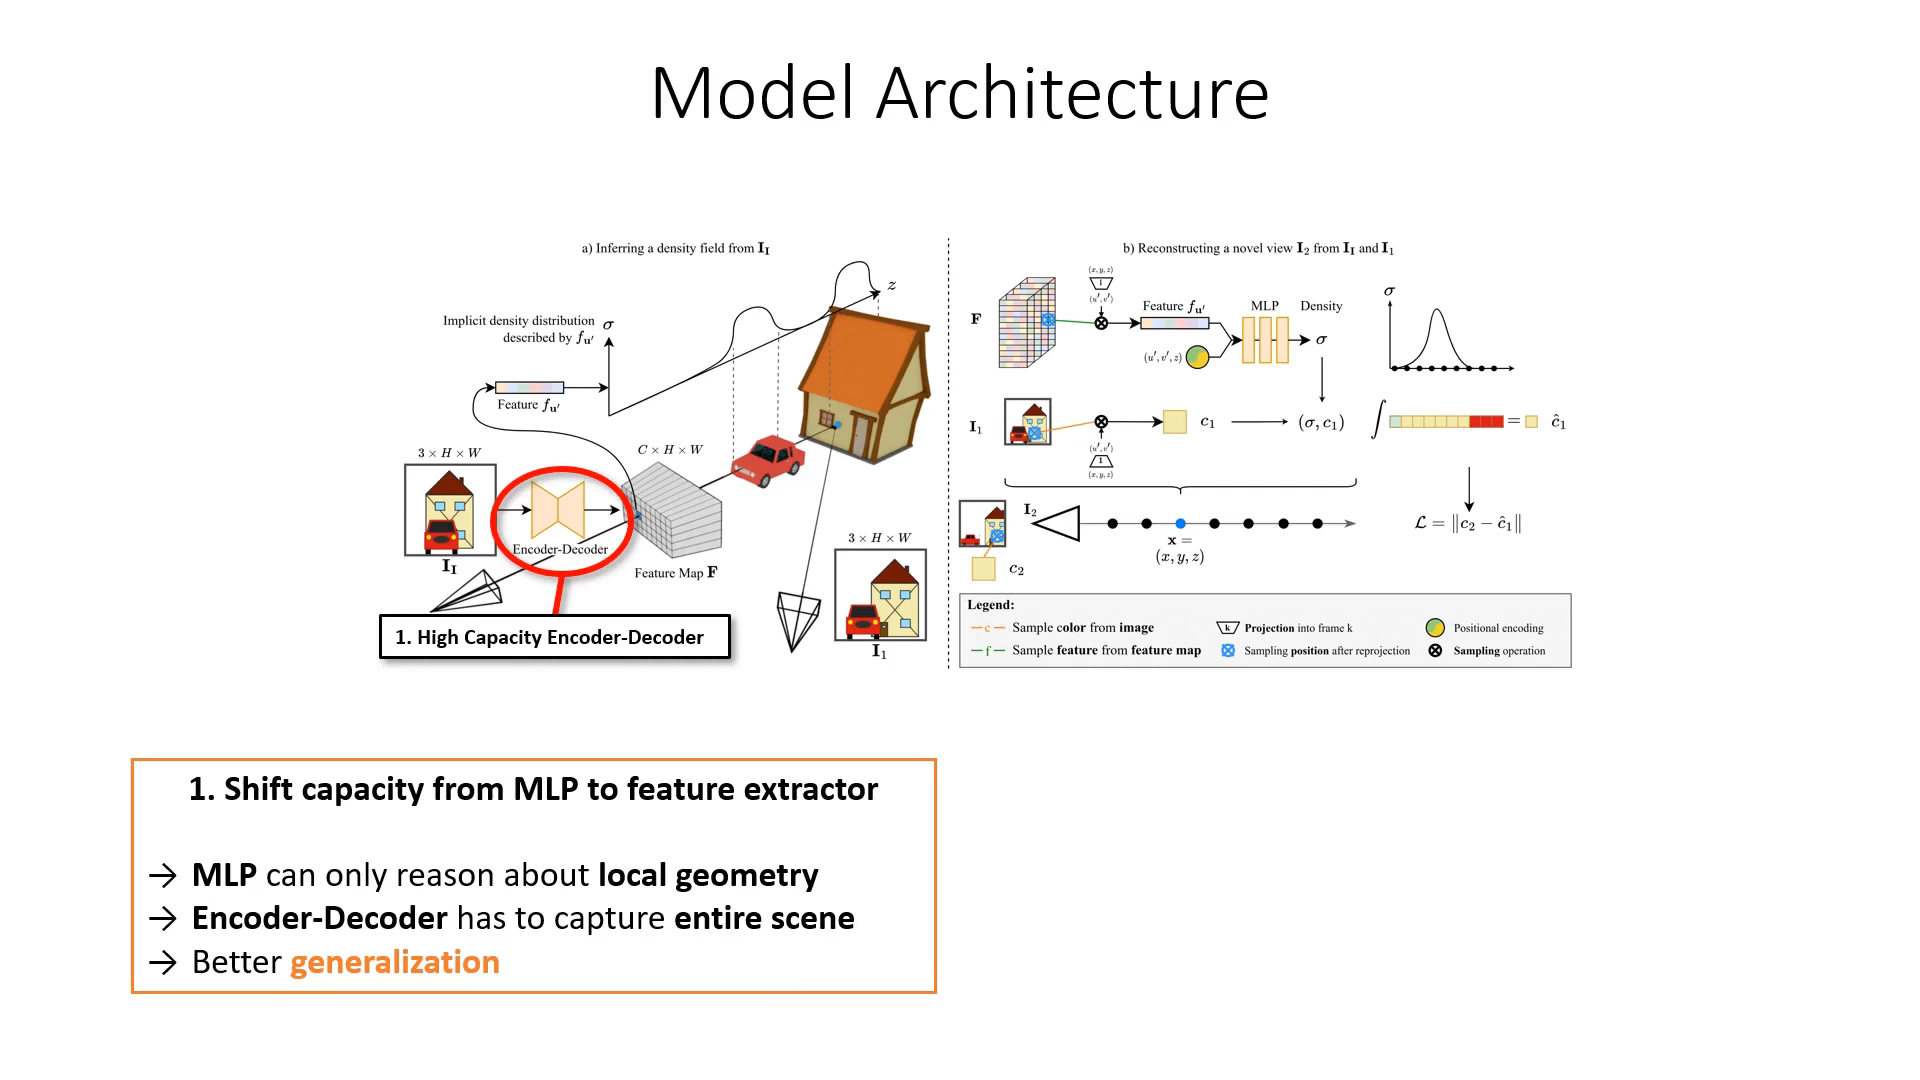 Model Architecture
a) Inferring a density field from I_I
z
Implicit density distribution σ
described by f_u'
Feature f_u'
3 × H × W
C × H × W
Encoder-Decoder
I_I
Feature Map F
1. High Capacity Encoder-Decoder
3 × H × W
I_1
b) Reconstructing a novel view I_2 from I_I and I_1
(x, y, z)
I
(u', v')
F
Feature f_u'
MLP
Density
σ
(u', v', z)
σ
I_1
c_1
(σ, c_1)
∫ = ĉ_1
(u', v')
1
(x, y, z)
I_2
x =
(x, y, z)
c_2
ℒ = ‖c_2 − ĉ_1‖
Legend:
c Sample color from image
k Projection into frame k
Positional encoding
f Sample feature from feature map
Sampling position after reprojection
Sampling operation
1. Shift capacity from MLP to feature extractor
→ MLP can only reason about local geometry
→ Encoder-Decoder has to capture entire scene
→ Better generalization